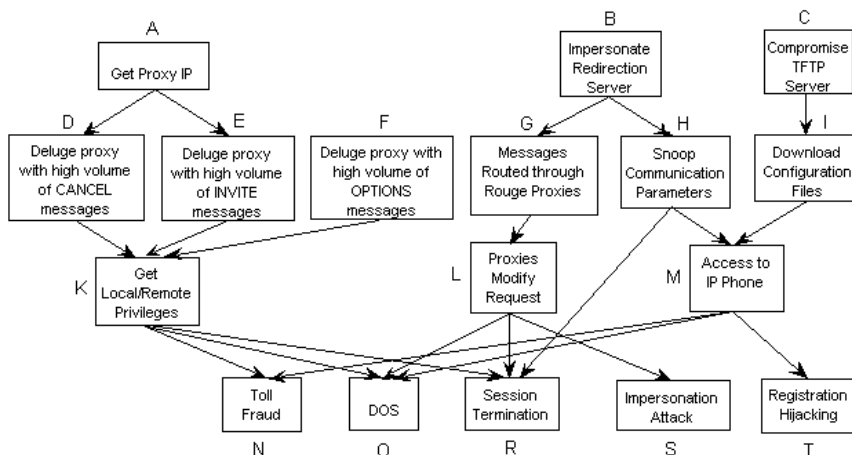 A
B
C
Get Proxy IP
Impersonate
Redirection
Server
Compromise
TFTP
Server
D
E
F
G
H
I
Deluge proxy
with high volume
of CANCEL
messages
Deluge proxy
with high volume
of INVITE
messages
Deluge proxy with
high volume of
OPTIONS
messages
Messages
Routed through
Rouge Proxies
Snoop
Communication
Parameters
Download
Configuration
Files
K
Get
Local/Remote
Privileges
L
Proxies
Modify
Request
M
Access to
IP Phone
Toll
Fraud
DOS
Session
Termination
Impersonation
Attack
Registration
Hijacking
N
O
R
S
T